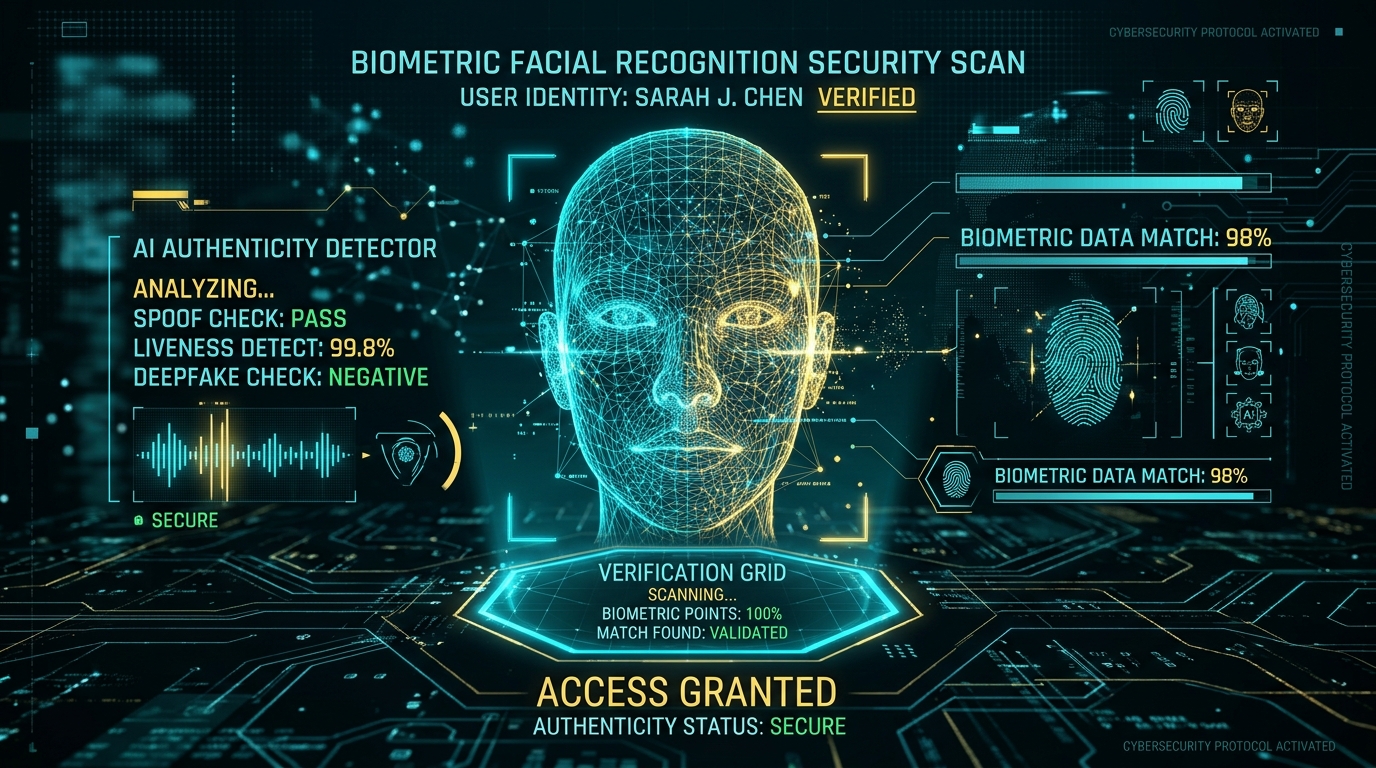 CYBERSECURITY PROTOCOL ACTIVATED
BIOMETRIC FACIAL RECOGNITION SECURITY SCAN
USER IDENTITY: SARAH J. CHEN VERIFIED
AI AUTHENTICITY DETECTOR
ANALYZING...
SPOOF CHECK: PASS
LIVENESS DETECT: 99.8%
DEEPFAKE CHECK: NEGATIVE
SECURE
BIOMETRIC DATA MATCH: 98%
AI
BIOMETRIC DATA MATCH: 98%
CYBERSECURITY PROTOCOL ACTIVATED
VERIFICATION GRID
SCANNING...
BIOMETRIC POINTS: 100%
MATCH FOUND: VALIDATED
ACCESS GRANTED
AUTHENTICITY STATUS: SECURE
CYBERSECURITY PROTOCOL ACTIVATED